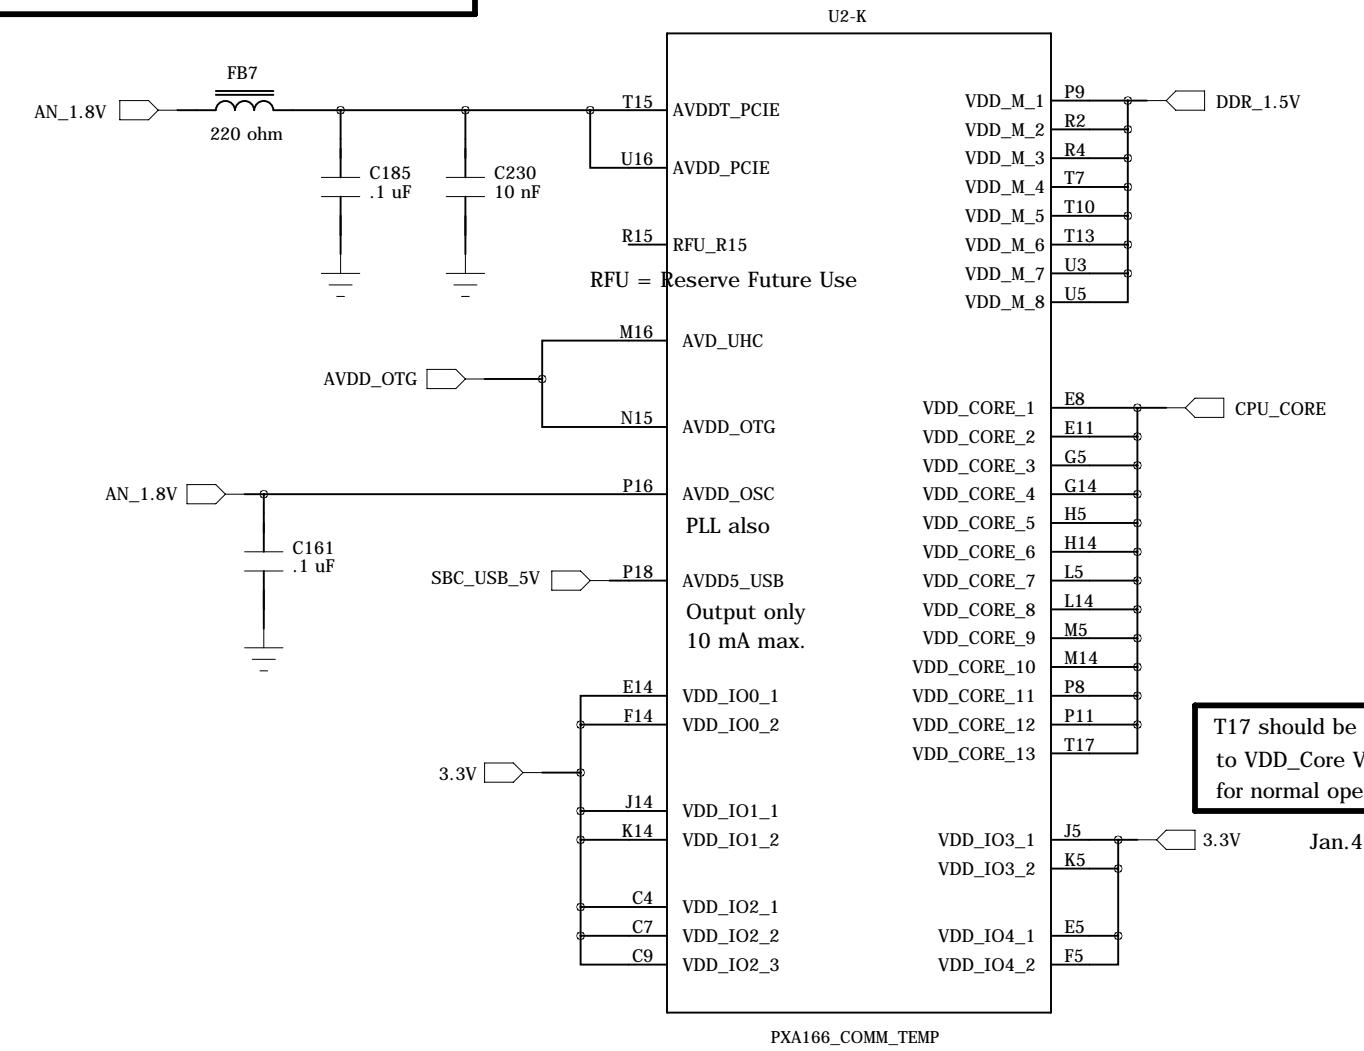 U2-K
FB7
AN_1.8V
220 ohm
C185
.1 uF
C230
10 nF
T15 AVDDT_PCIE
U16 AVDD_PCIE
R15 RFU_R15
RFU = Reserve Future Use
M16 AVD_UHC
AVDD_OTG
N15 AVDD_OTG
AN_1.8V
P16 AVDD_OSC
PLL also
C161
.1 uF
SBC_USB_5V
P18 AVDD5_USB
Output only
10 mA max.
E14 VDD_IO0_1
F14 VDD_IO0_2
3.3V
J14 VDD_IO1_1
K14 VDD_IO1_2
C4 VDD_IO2_1
C7 VDD_IO2_2
C9 VDD_IO2_3
VDD_M_1 P9
DDR_1.5V
VDD_M_2 R2
VDD_M_3 R4
VDD_M_4 T7
VDD_M_5 T10
VDD_M_6 T13
VDD_M_7 U3
VDD_M_8 U5
VDD_CORE_1 E8
CPU_CORE
VDD_CORE_2 E11
VDD_CORE_3 G5
VDD_CORE_4 G14
VDD_CORE_5 H5
VDD_CORE_6 H14
VDD_CORE_7 L5
VDD_CORE_8 L14
VDD_CORE_9 M5
VDD_CORE_10 M14
VDD_CORE_11 P8
VDD_CORE_12 P11
VDD_CORE_13 T17
T17 should be
to VDD_Core V
for normal ope
VDD_IO3_1 J5
3.3V
Jan.4
VDD_IO3_2 K5
VDD_IO4_1 E5
VDD_IO4_2 F5
PXA166_COMM_TEMP